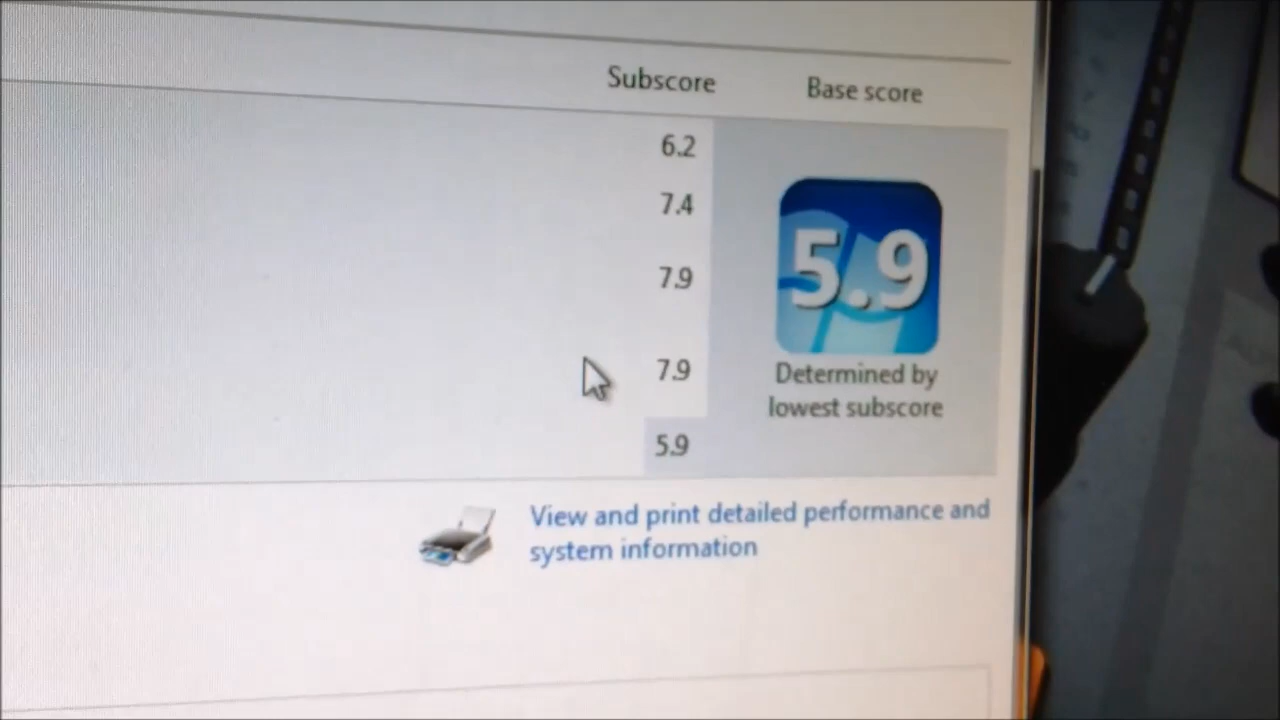 Subscore
Base score
6.2
7.4
7.9
7.9
5.9
5.9
Determined by
lowest subscore
View and print detailed performance and
system information